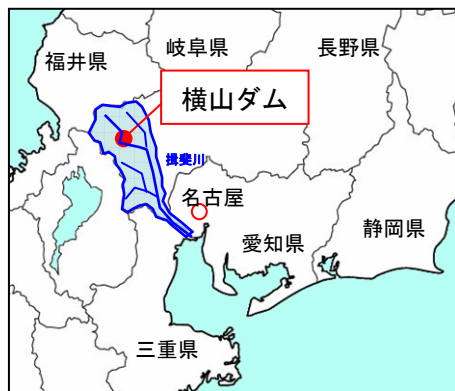 福井県
岐阜県
長野県
横山ダム
揖斐川
名古屋
愛知県
静岡県
三重県